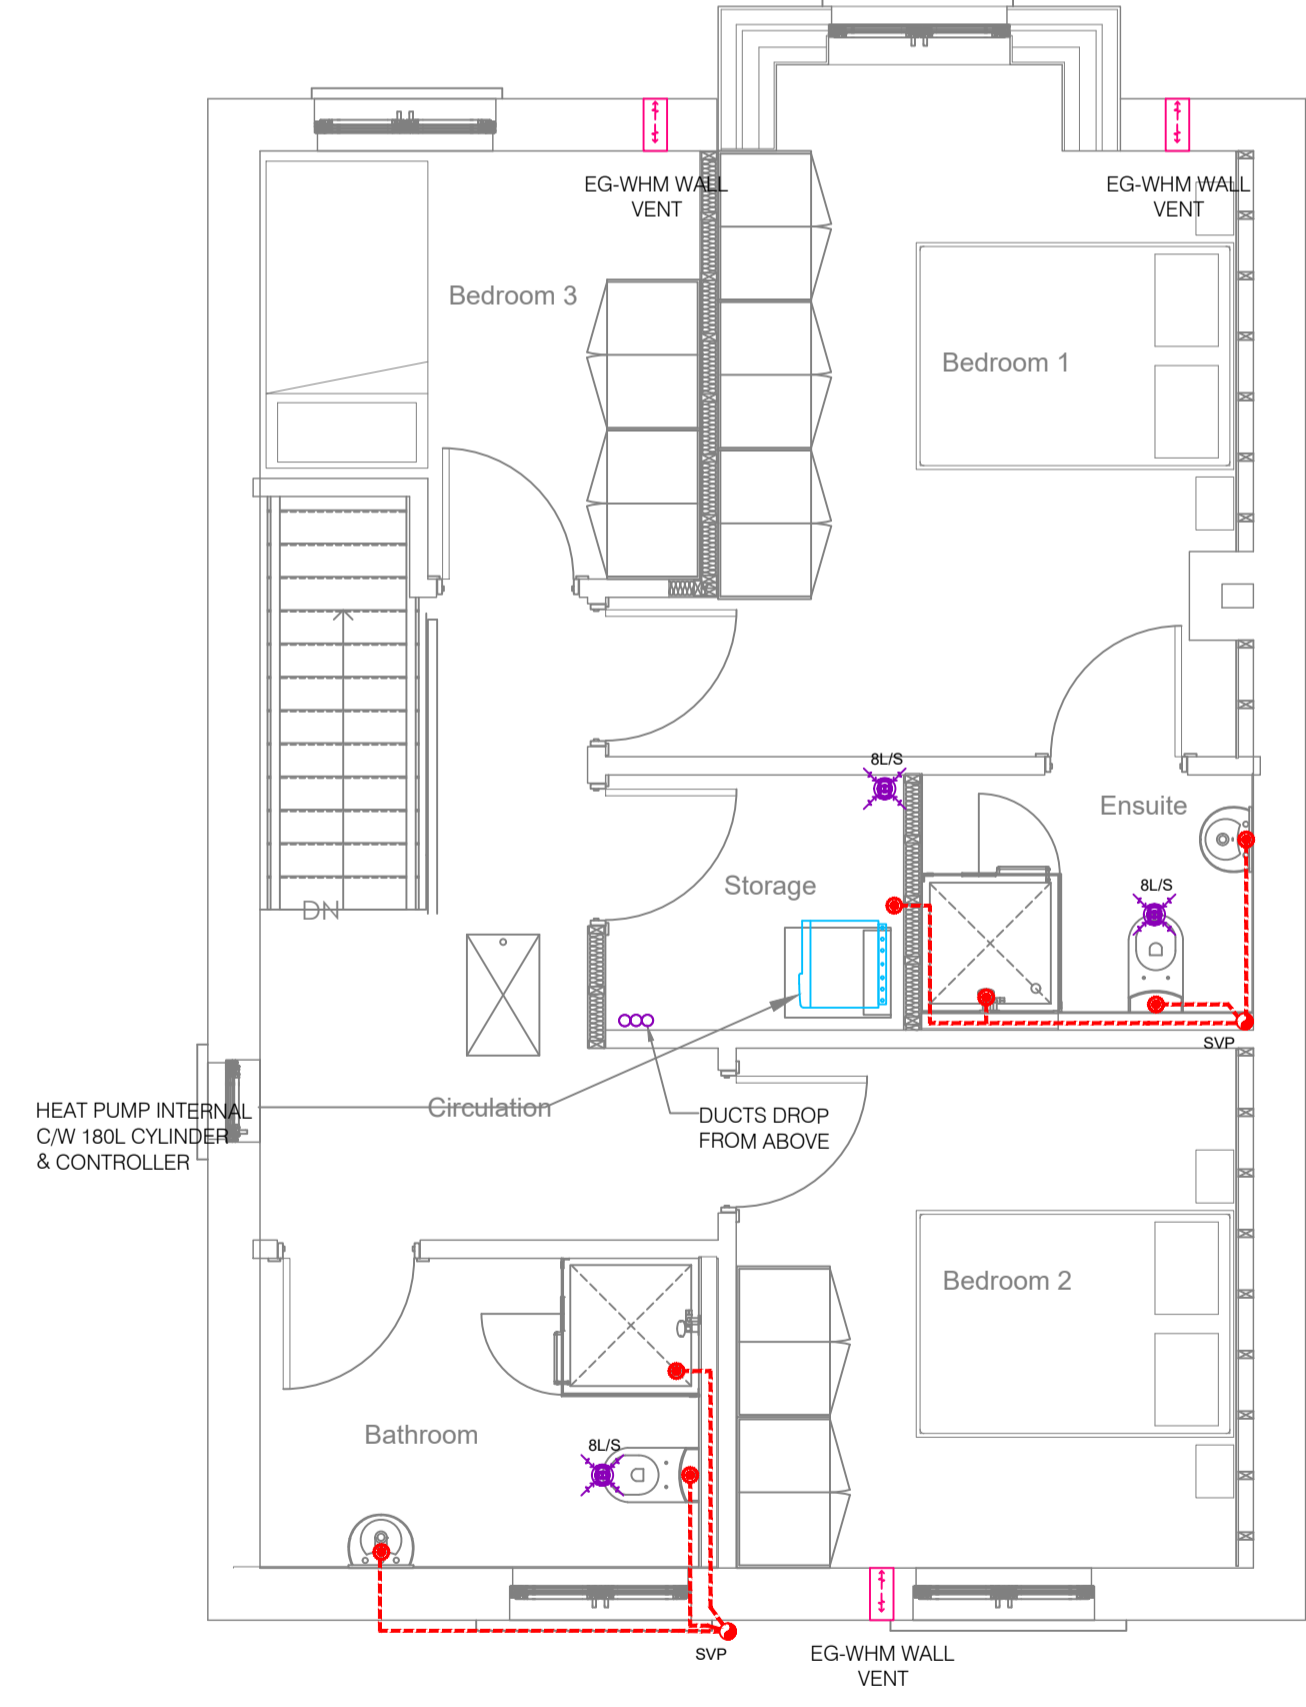 EG-WHM WALL
VENT
EG-WHM WALL
VENT
Bedroom 3
Bedroom 1
8L/S
Ensuite
Storage
8L/S
DN
SVP
HEAT PUMP INTERNAL
C/W 180L CYLINDER
& CONTROLLER
Circulation
DUCTS DROP
FROM ABOVE
Bedroom 2
Bathroom
8L/S
SVP
EG-WHM WALL
VENT